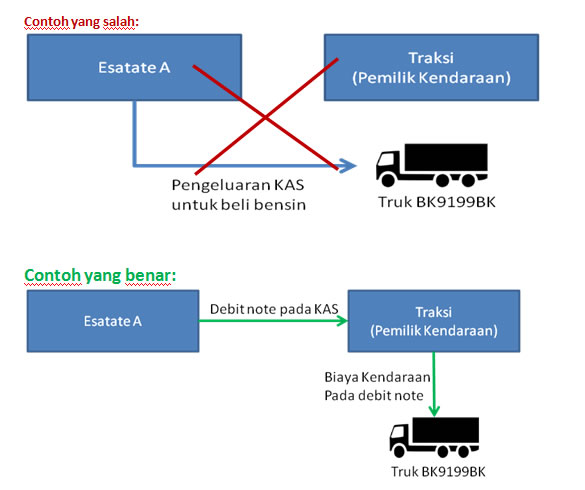 Contoh yang salah:
Esatate A
Traksi
(Pemilik Kendaraan)
Pengeluaran KAS
untuk beli bensin
Truk BK9199BK
Contoh yang benar:
Esatate A
Debit note pada KAS
Traksi
(Pemilik Kendaraan)
Biaya Kendaraan
Pada debit note
Truk BK9199BK